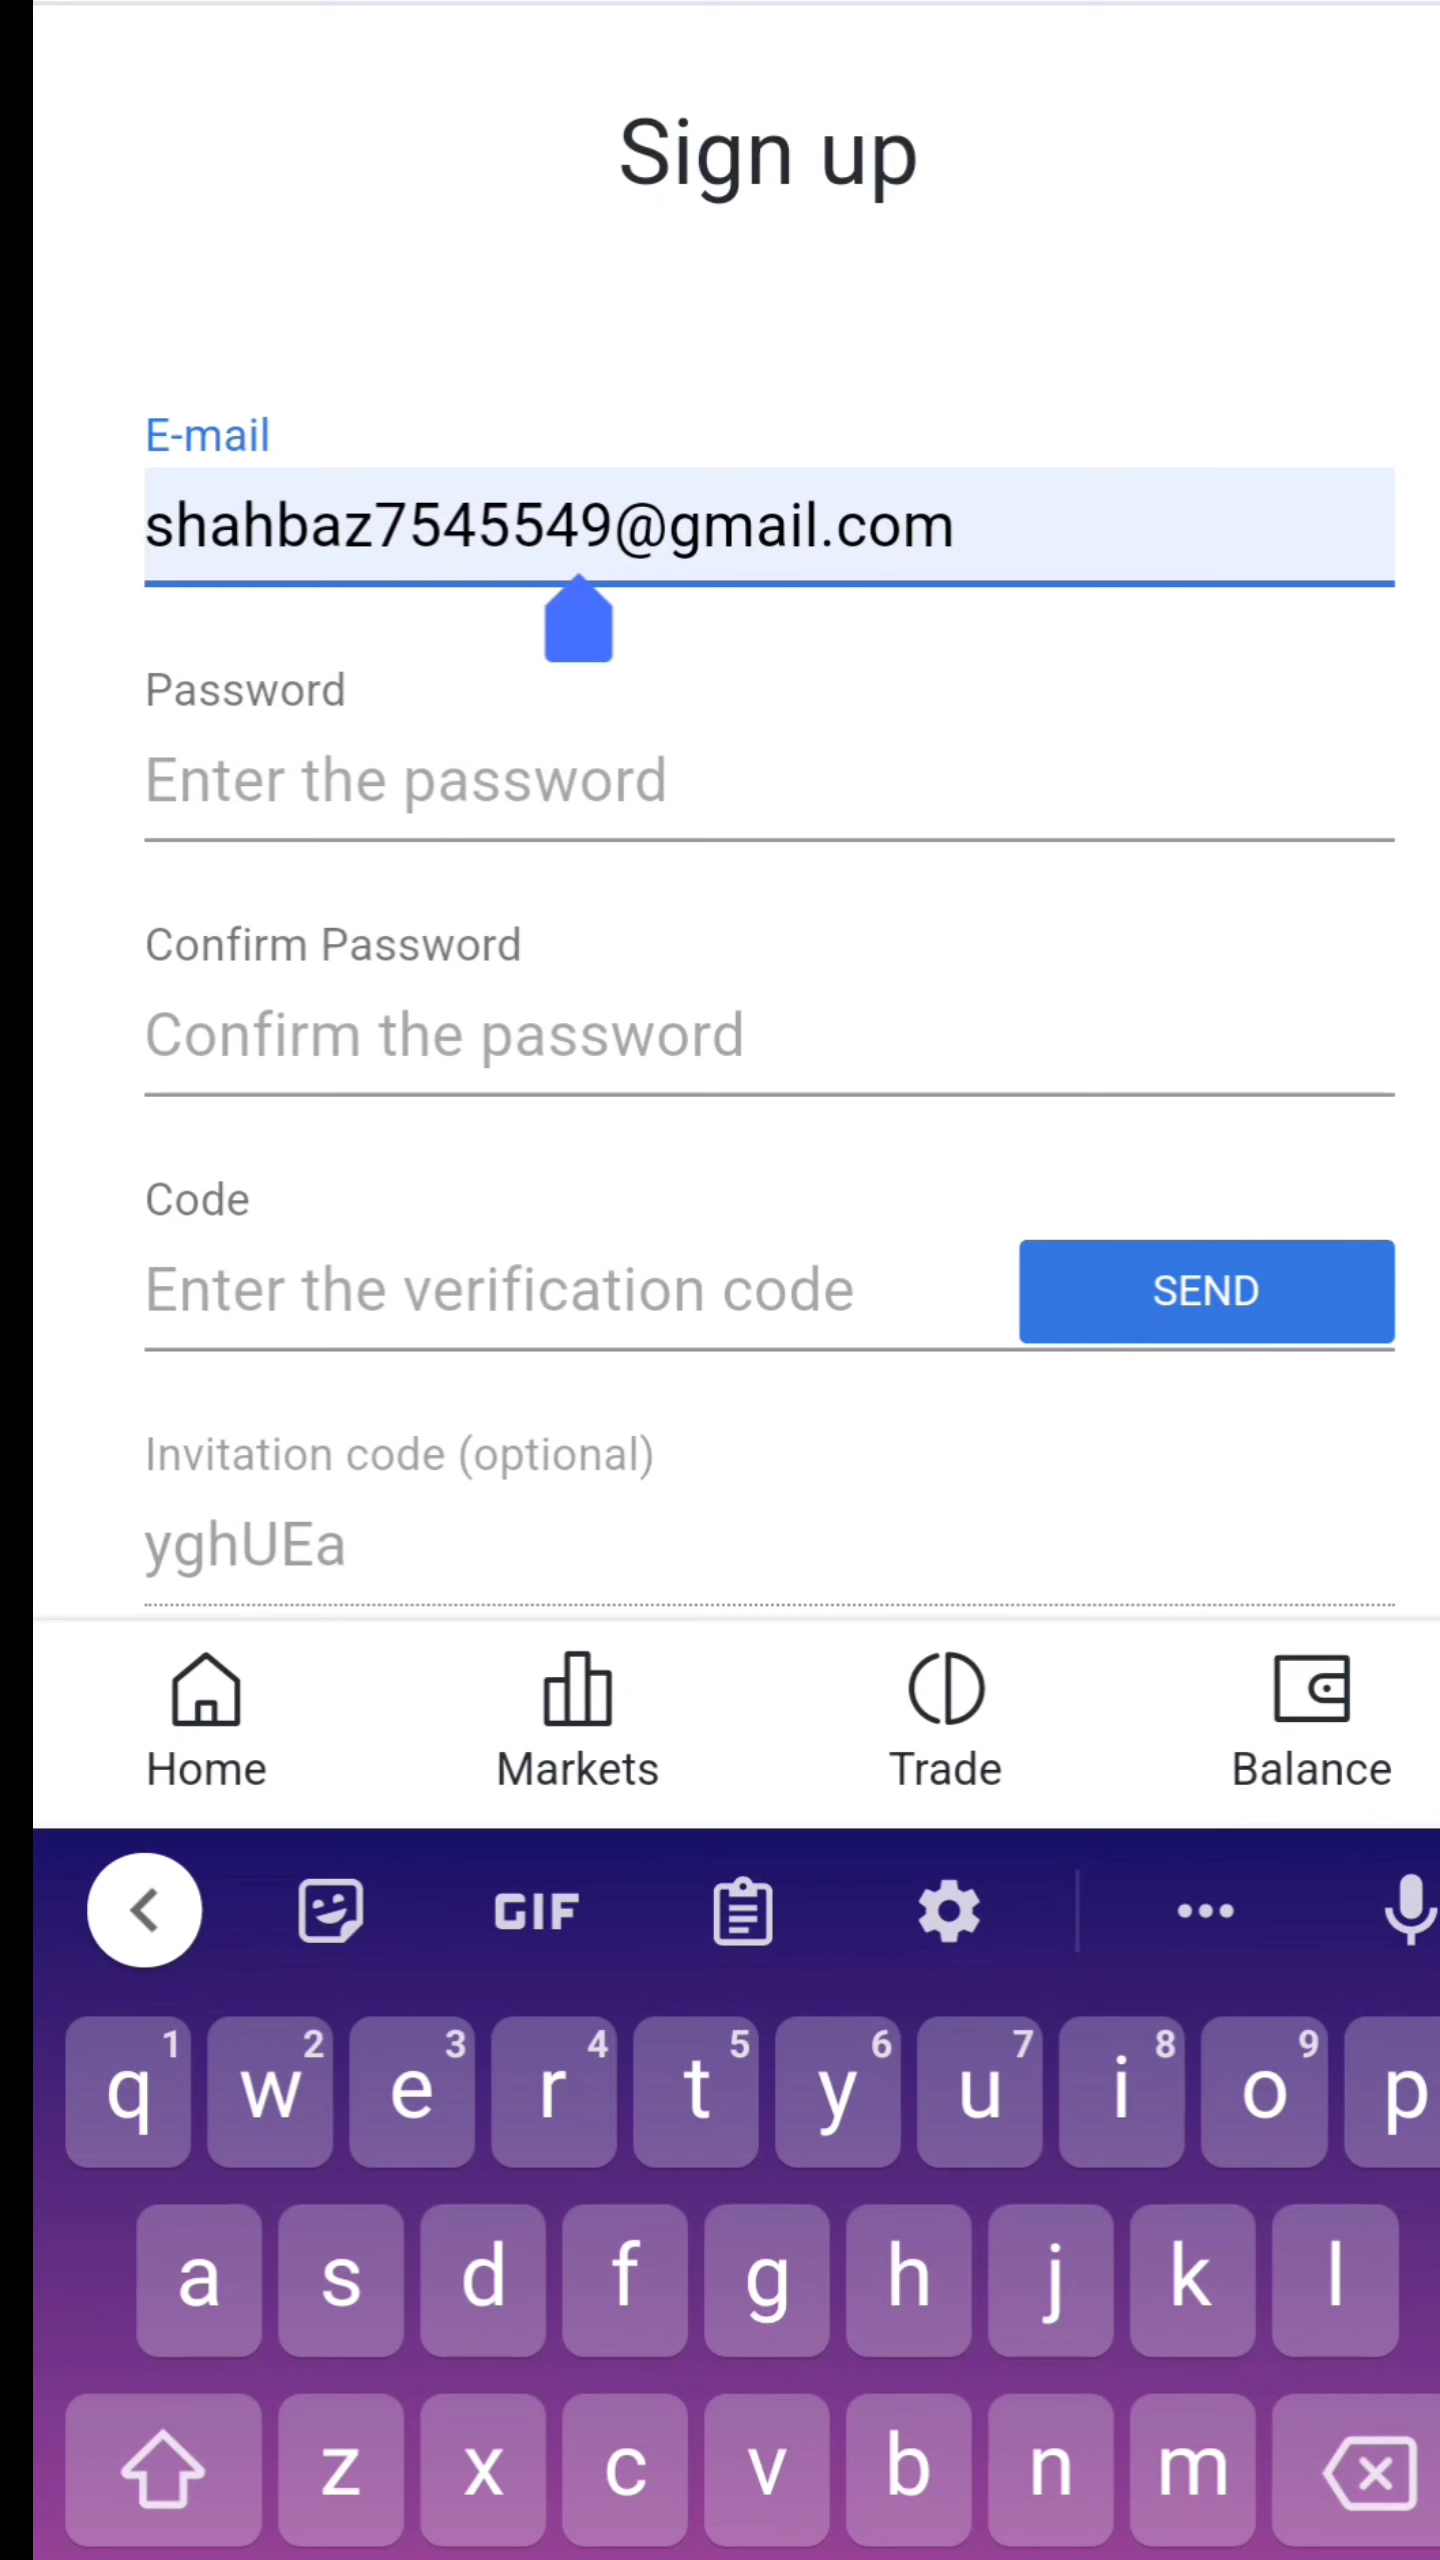 Sign up
E-mail
shahbaz7545549@gmail.com
Password
Enter the password
Confirm Password
Confirm the password
Code
Enter the verification code SEND
Invitation code (optional)
yghUEa
Home Markets Trade Balance
GIF
1 2 3 4 5 6 7 8 9
q w e r t y u i o p
a s d f g h j k l
z x c v b n m